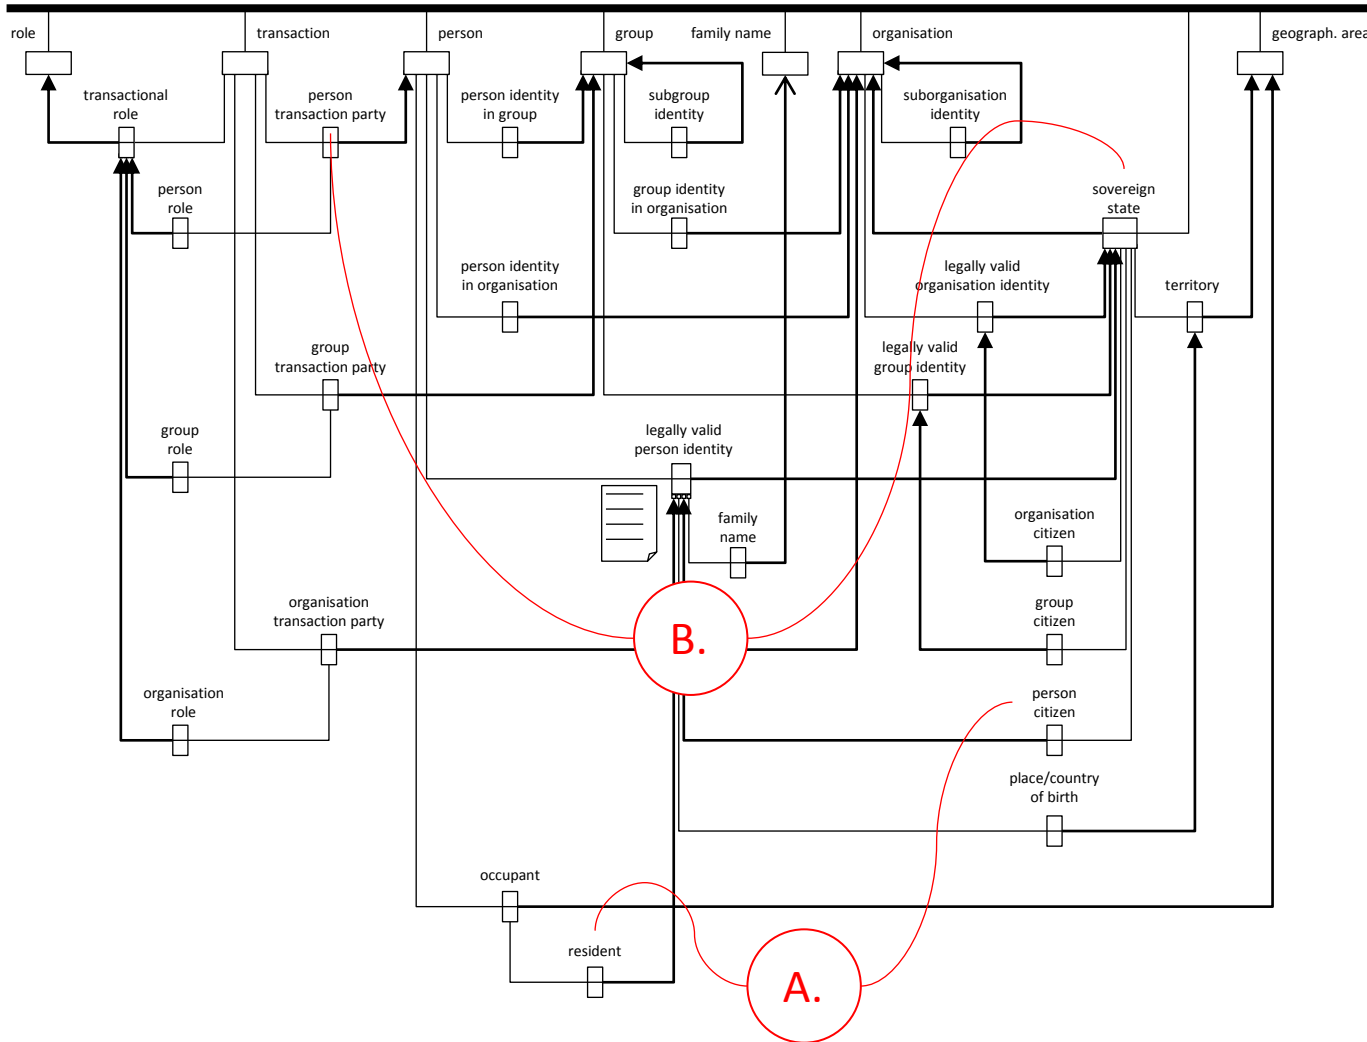 role
transaction
person
group
family name
organisation
geograph. area
transactional
role
person
transaction party
person identity
in group
subgroup
identity
suborganisation
identity
person
role
group identity
in organisation
sovereign
state
person identity
in organisation
legally valid
organisation identity
territory
group
transaction party
legally valid
group identity
group
role
legally valid
person identity
family
name
organisation
citizen
organisation
transaction party
group
citizen
B.
organisation
role
person
citizen
place/country
of birth
occupant
resident
A.